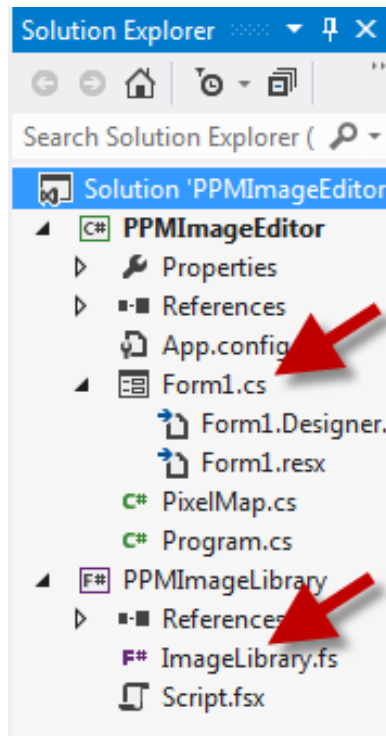 Solution Explorer
Search Solution Explorer (
Solution 'PPMImageEditor
C# PPMImageEditor
Properties
References
App.config
Form1.cs
Form1.Designer.
Form1.resx
C# PixelMap.cs
C# Program.cs
F# PPMImageLibrary
References
F# ImageLibrary.fs
Script.fsx